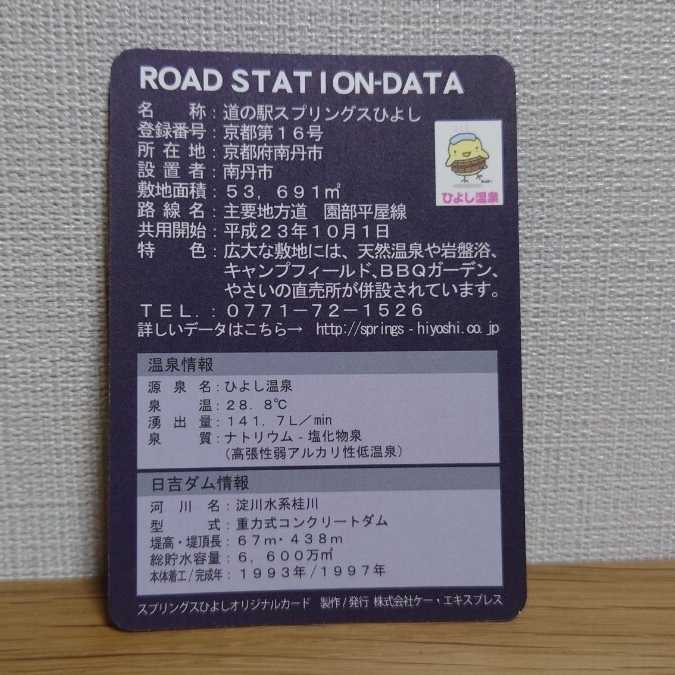 ROAD STATION-DATA
名　　称：道の駅スプリングスひよし
登録番号：京都第１６号
所 在 地：京都府南丹市
設 置 者：南丹市
敷地面積：５３，６９１㎡
路 線 名：主要地方道　園部平屋線
共用開始：平成２３年１０月１日
特　　色：広大な敷地には、天然温泉や岩盤浴、
キャンプフィールド、ＢＢＱガーデン、
やさいの直売所が併設されています。
ＴＥＬ．：０７７１－７２－１５２６
詳しいデータはこちら→　http://springs-hiyoshi.co.jp
ひよし温泉
温泉情報
源 泉 名：ひよし温泉
泉　　温：２８．８℃
湧 出 量：１４１．７Ｌ／min
泉　　質：ナトリウム-塩化物泉
（高張性弱アルカリ性低温泉）
日吉ダム情報
河 川 名：淀川水系桂川
型　　式：重力式コンクリートダム
堤高・堤頂長：６７ｍ・４３８ｍ
総貯水容量：６，６００万㎥
本体着工/完成年：１９９３年/１９９７年
スプリングスひよしオリジナルカード　製作/発行 株式会社ケー・エキスプレス